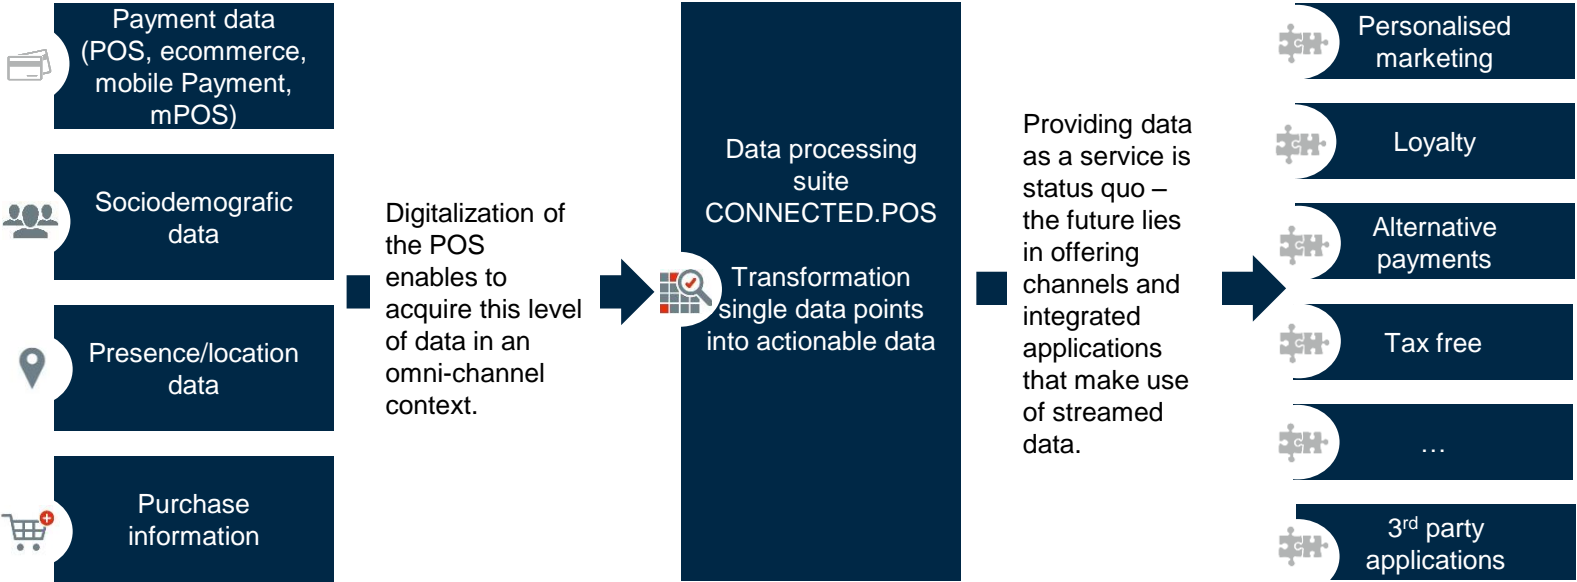 Payment data
(POS, ecommerce,
mobile Payment,
mPOS)
Sociodemografic
data
Presence/location
data
Purchase
information
Digitalization of
the POS
enables to
acquire this level
of data in an
omni-channel
context.
Data processing
suite
CONNECTED.POS
Transformation
single data points
into actionable data
Providing data
as a service is
status quo –
the future lies
in offering
channels and
integrated
applications
that make use
of streamed
data.
Personalised
marketing
Loyalty
Alternative
payments
Tax free
…
3rd party
applications